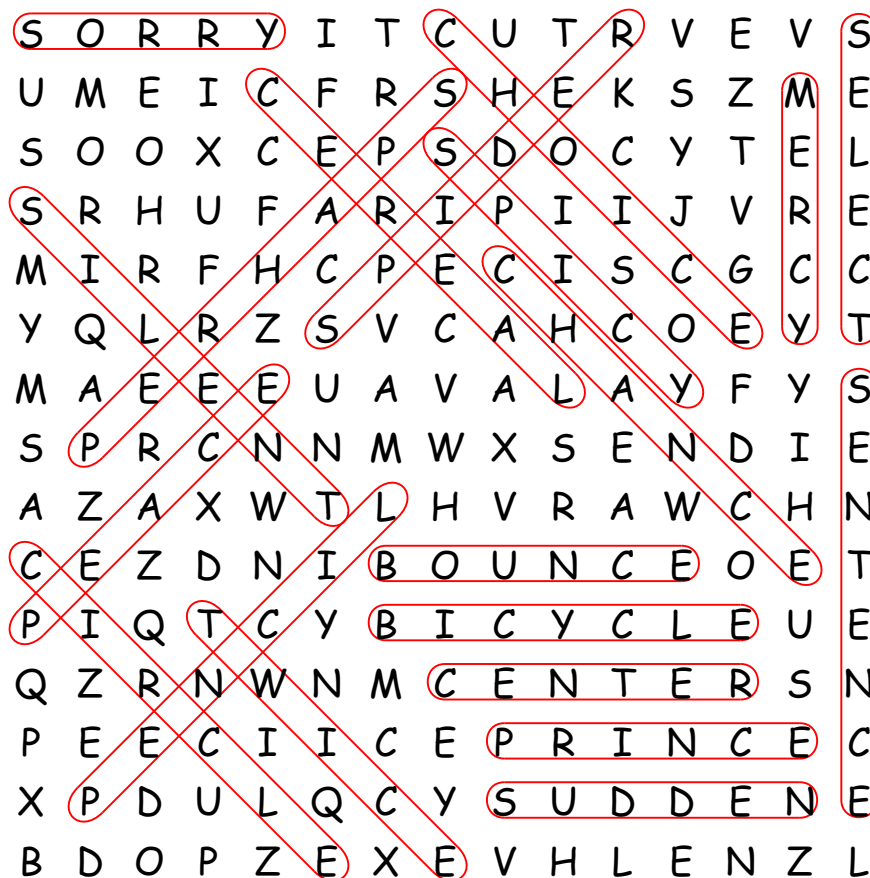 S O R R Y I T C U T R V E V S
U M E I C F R S H E K S Z M E
S O O X C E P S D O C Y T E L
S R H U F A R I P I I J V R E
M I R F H C P E C I S C G C C
Y Q L R Z S V C A H C O E Y T
M A E E E U A V A L A Y F Y S
S P R C N N M W X S E N D I E
A Z A X W T L H V R A W C H N
C E Z D N I B O U N C E O E T
P I Q T C Y B I C Y C L E U E
Q Z R N W N M C E N T E R S N
P E E C I I C E P R I N C E C
X P D U L Q C Y S U D D E N E
B D O P Z E X E V H L E N Z L